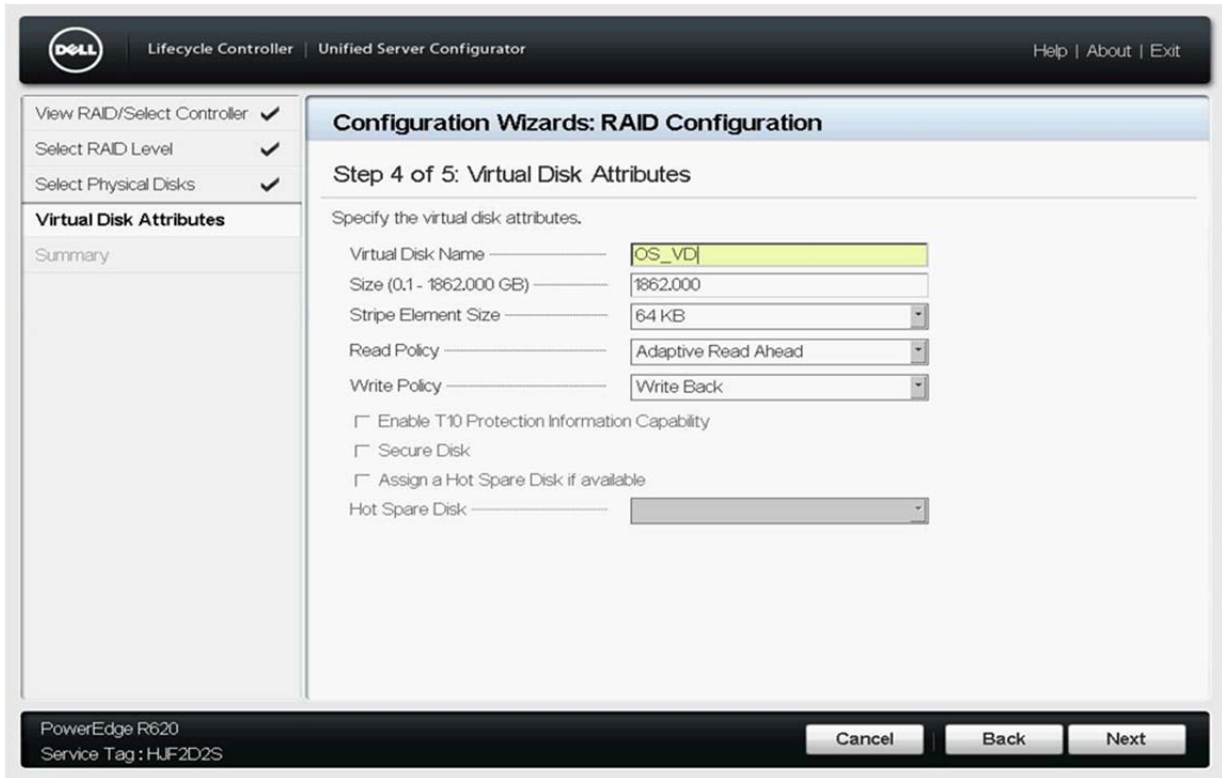 DELL
Lifecycle Controller | Unified Server Configurator
Help | About | Exit
View RAID/Select Controller
Select RAID Level
Select Physical Disks
Virtual Disk Attributes
Summary
Configuration Wizards: RAID Configuration
Step 4 of 5: Virtual Disk Attributes
Specify the virtual disk attributes.
Virtual Disk Name OS_VD
Size (0.1 - 1862.000 GB) 1862.000
Stripe Element Size 64 KB
Read Policy Adaptive Read Ahead
Write Policy Write Back
Enable T10 Protection Information Capability
Secure Disk
Assign a Hot Spare Disk if available
Hot Spare Disk
PowerEdge R620
Service Tag : HJF2D2S
Cancel Back Next